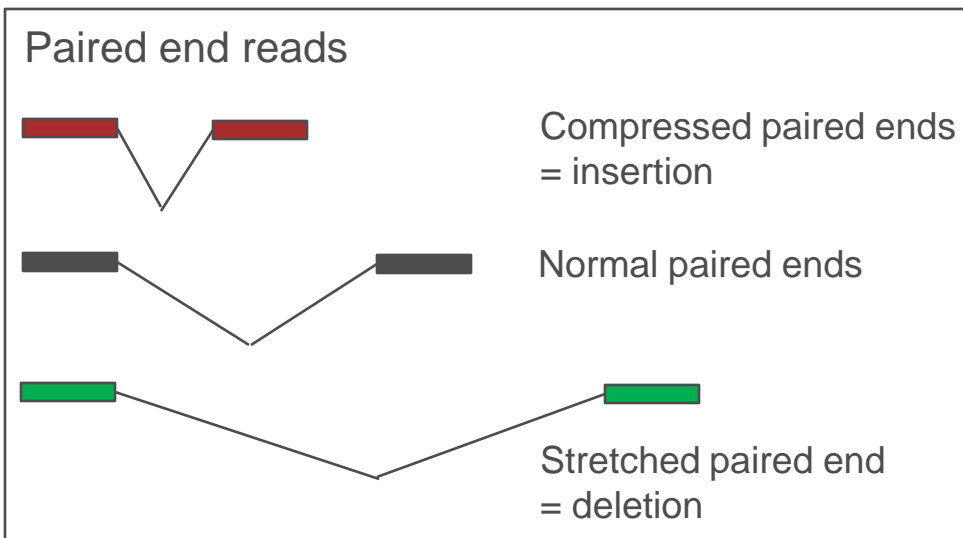 Paired end reads
Compressed paired ends
= insertion
Normal paired ends
Stretched paired end
= deletion